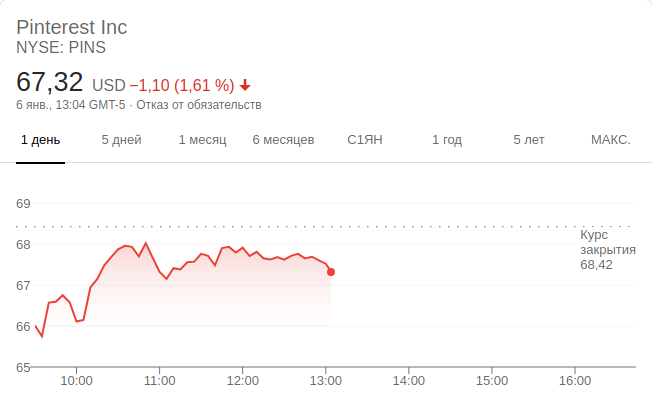 Pinterest Inc
NYSE: PINS
67,32 USD −1,10 (1,61 %)
6 янв., 13:04 GMT-5 · Отказ от обязательств
1 день 5 дней 1 месяц 6 месяцев С1ЯН 1 год 5 лет МАКС.
69
68
67
66
65
Курс
закрытия
68,42
10:00 11:00 12:00 13:00 14:00 15:00 16:00